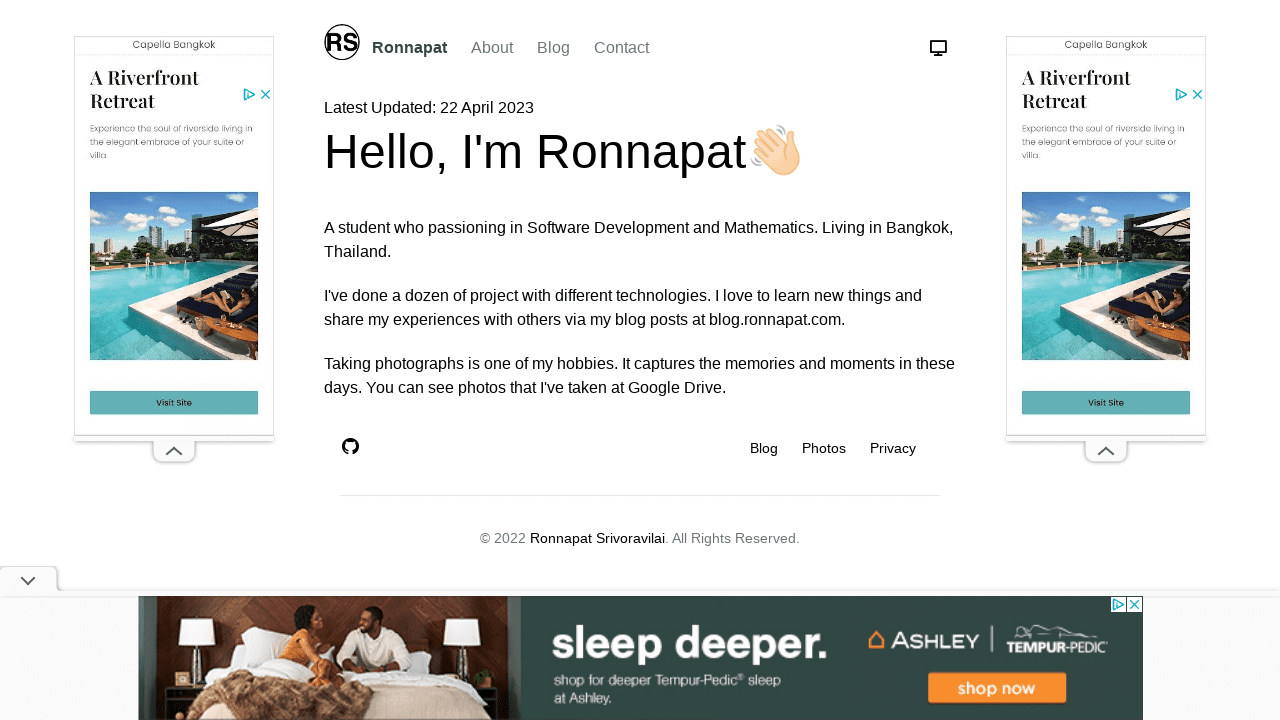 RS
Ronnapat
About
Blog
Contact
Latest Updated: 22 April 2023
Hello, I'm Ronnapat👋🏻
A student who passioning in Software Development and Mathematics. Living in Bangkok,
Thailand.
I've done a dozen of project with different technologies. I love to learn new things and
share my experiences with others via my blog posts at blog.ronnapat.com.
Taking photographs is one of my hobbies. It captures the memories and moments in these
days. You can see photos that I've taken at Google Drive.
Blog
Photos
Privacy
© 2022 Ronnapat Srivoravilai. All Rights Reserved.
Capella Bangkok
A Riverfront
Retreat
Experience the soul of riverside living in
the elegant embrace of your suite or
villa.
Visit Site
Capella Bangkok
A Riverfront
Retreat
Experience the soul of riverside living in
the elegant embrace of your suite or
villa.
Visit Site
sleep deeper.
shop for deeper Tempur-Pedic® sleep
at Ashley.
ASHLEY | TEMPUR-PEDIC®
shop now